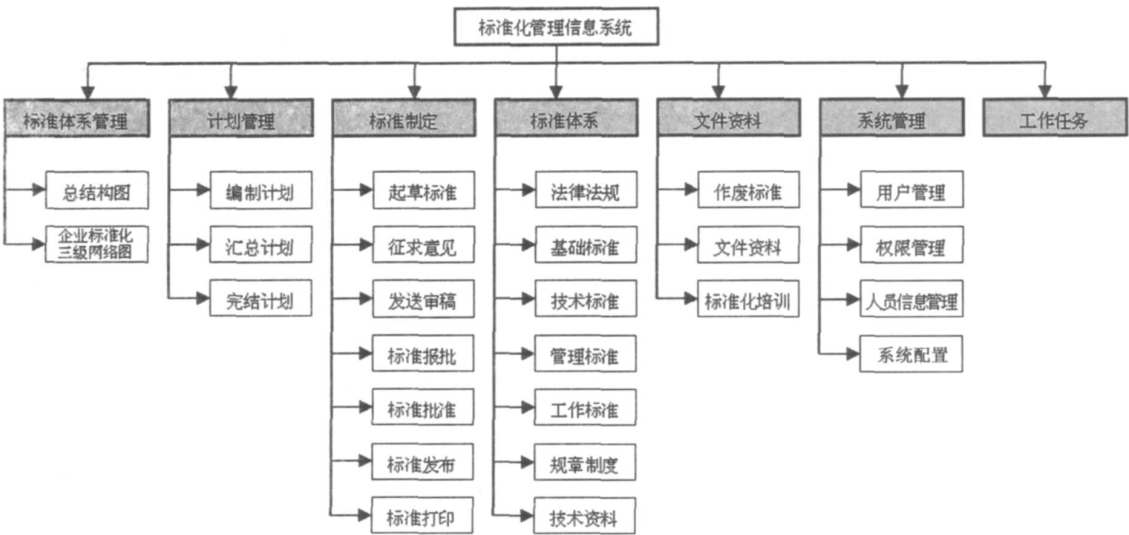 标准化管理信息系统
标准体系管理
计划管理
标准制定
标准体系
文件资料
系统管理
工作任务
总结构图
企业标准化
三级网络图
编制计划
汇总计划
完结计划
起草标准
征求意见
发送审稿
标准报批
标准批准
标准发布
标准打印
法律法规
基础标准
技术标准
管理标准
工作标准
规章制度
技术资料
作废标准
文件资料
标准化培训
用户管理
权限管理
人员信息管理
系统配置